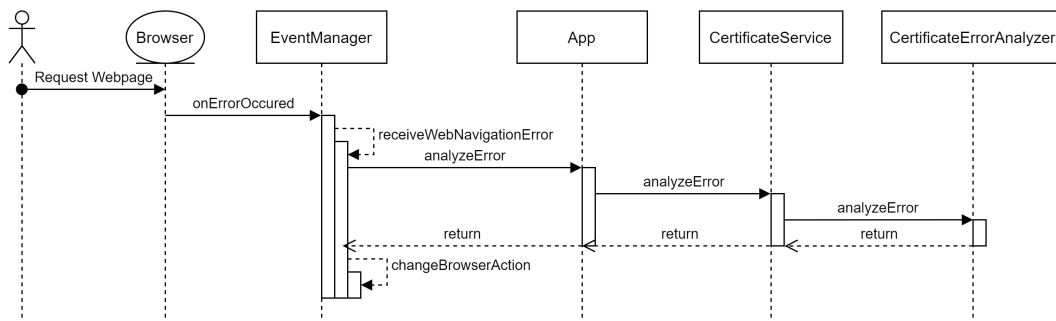 Browser
EventManager
App
CertificateService
CertificateErrorAnalyzer
Request Webpage
onErrorOccured
receiveWebNavigationError
analyzeError
analyzeError
analyzeError
return
return
return
changeBrowserAction